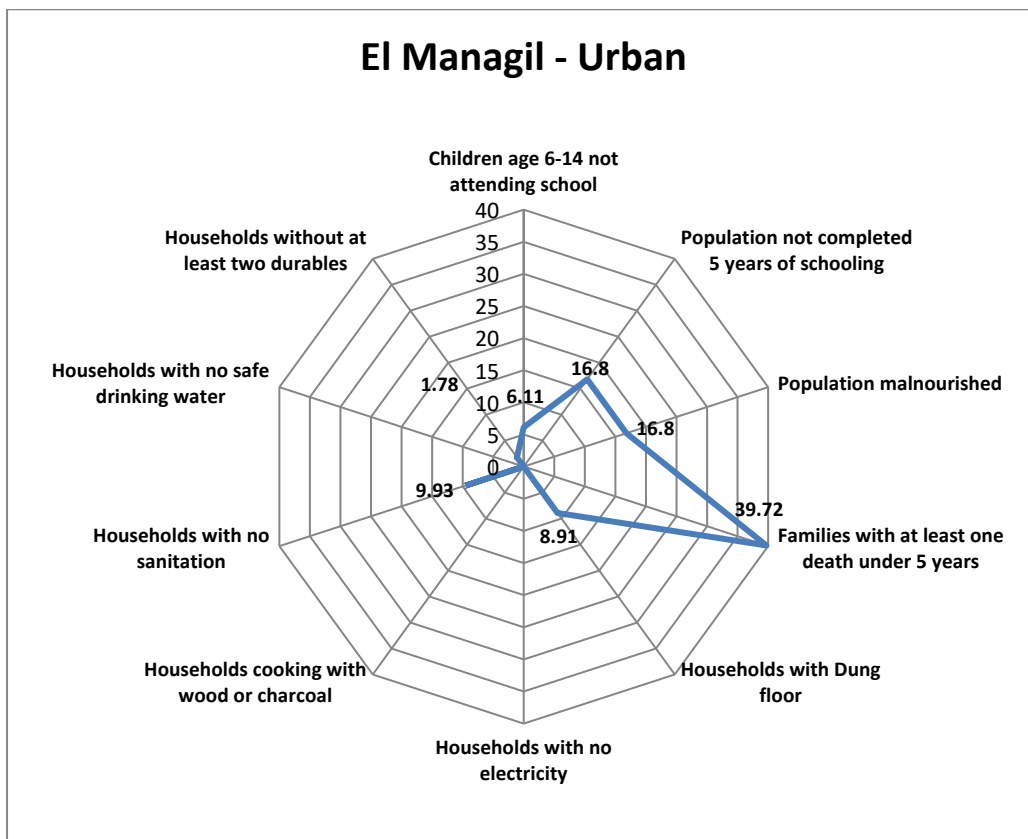 El Managil - Urban
Children age 6-14 not
attending school
Population not completed
5 years of schooling
Population malnourished
Families with at least one
death under 5 years
Households with Dung
floor
Households with no
electricity
Households cooking with
wood or charcoal
Households with no
sanitation
Households with no safe
drinking water
Households without at
least two durables
40
35
30
25
20
15
10
5
0
6.11
16.8
16.8
39.72
8.91
9.93
1.78